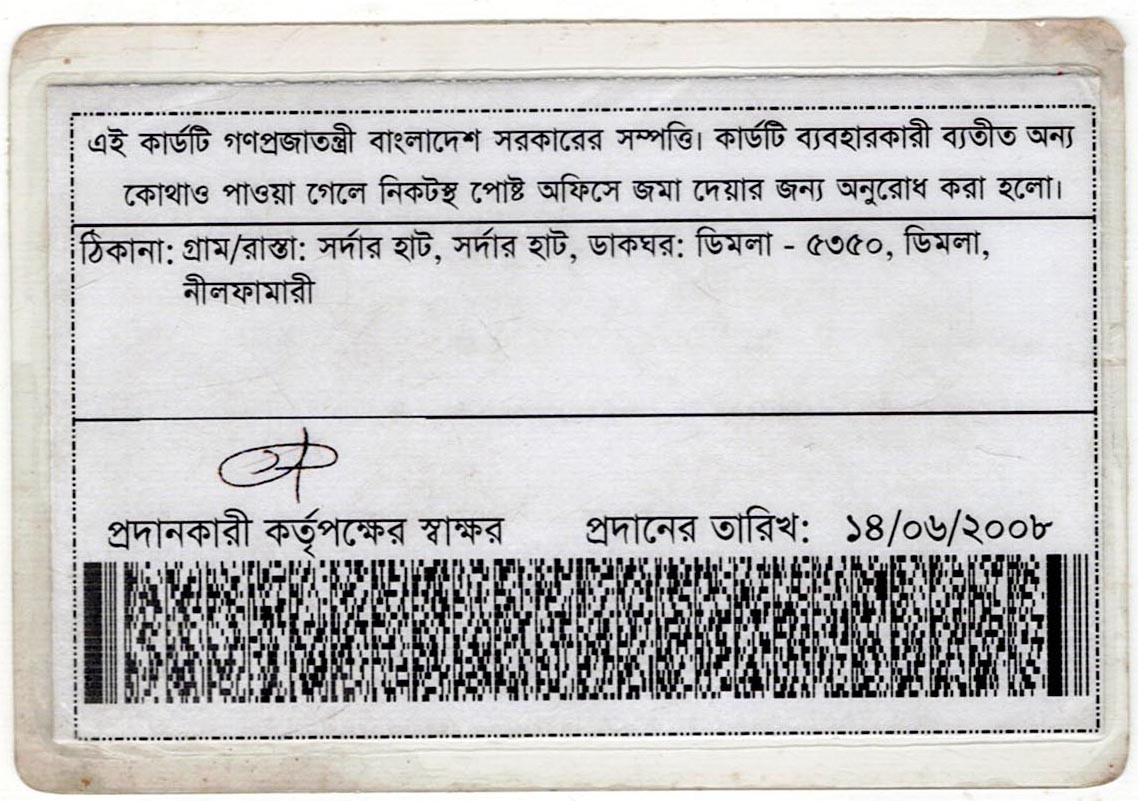 এই কার্ডটি গণপ্রজাতন্ত্রী বাংলাদেশ সরকারের সম্পত্তি। কার্ডটি ব্যবহারকারী ব্যতীত অন্য
কোথাও পাওয়া গেলে নিকটস্থ পোষ্ট অফিসে জমা দেয়ার জন্য অনুরোধ করা হলো।
ঠিকানা: গ্রাম/রাস্তা: সর্দার হাট, সর্দার হাট, ডাকঘর: ডিমলা - ৫৩৫০, ডিমলা,
নীলফামারী
প্রদানকারী কর্তৃপক্ষের স্বাক্ষর প্রদানের তারিখ: ১৪/০৬/২০০৮